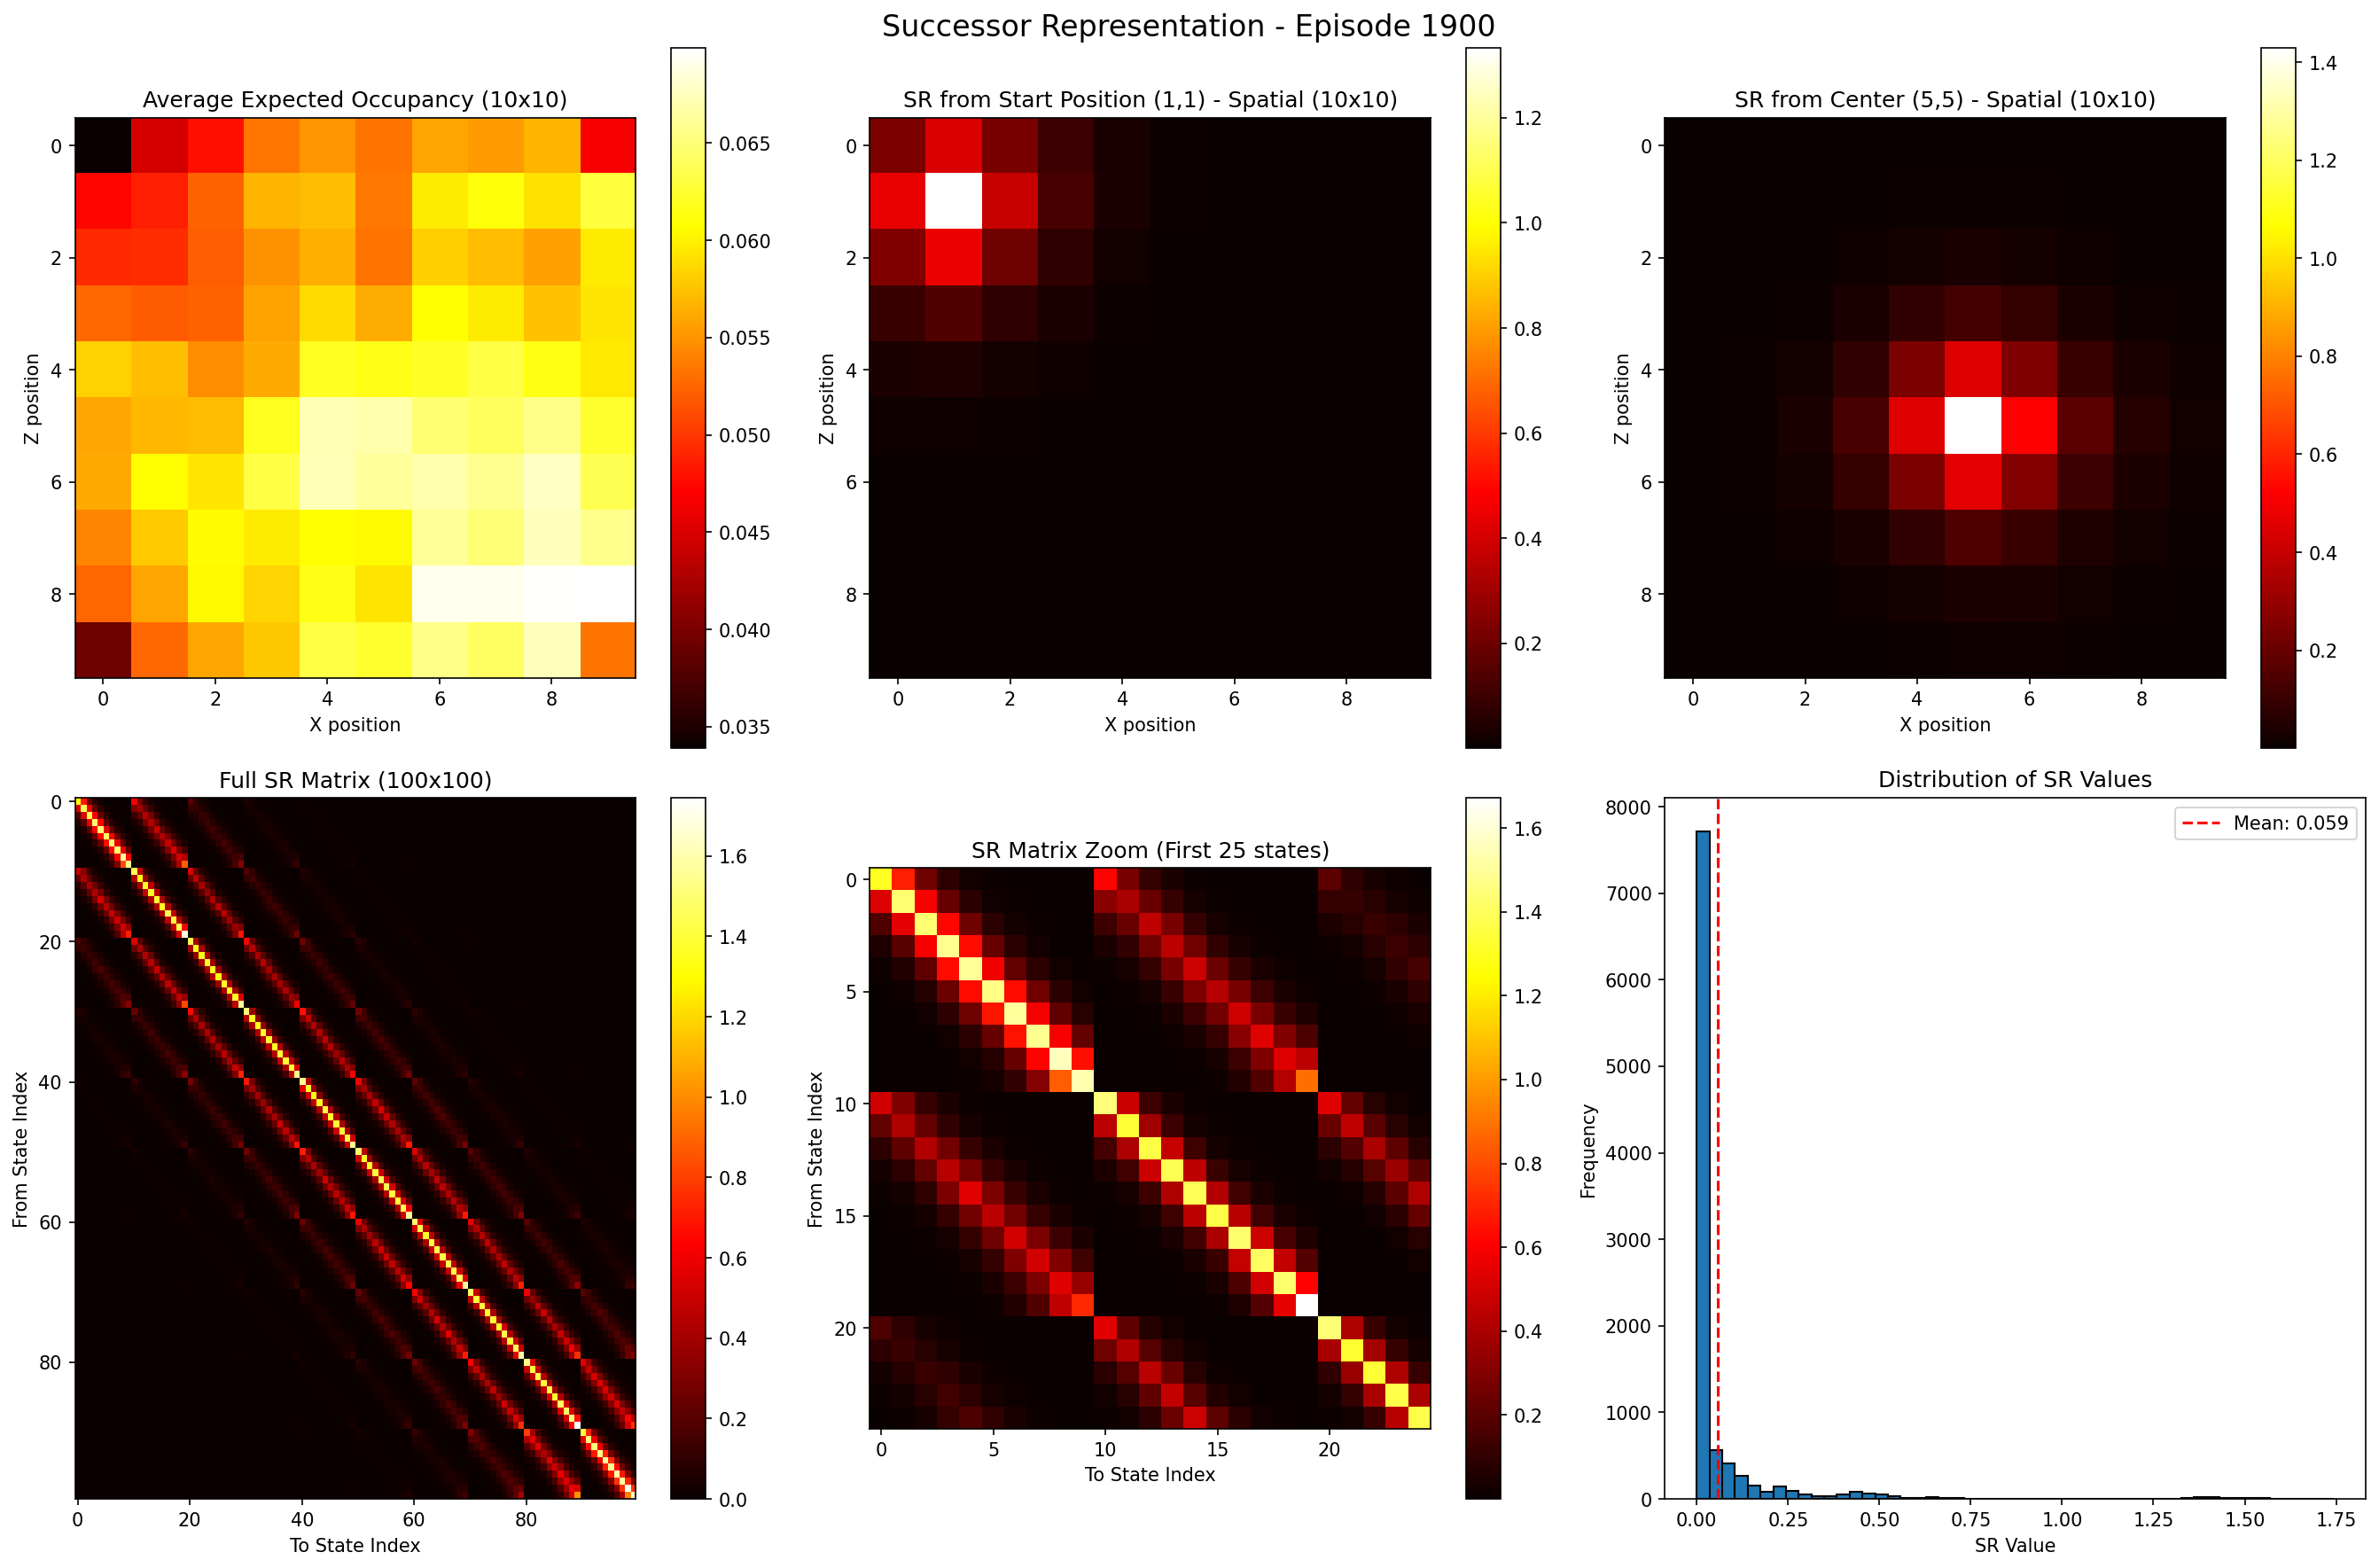 Successor Representation - Episode 1900
Average Expected Occupancy (10x10)
0
2
4
6
8
Z position
0 2 4 6 8
X position
0.065
0.060
0.055
0.050
0.045
0.040
0.035
SR from Start Position (1,1) - Spatial (10x10)
0
2
4
6
8
Z position
0 2 4 6 8
X position
1.2
1.0
0.8
0.6
0.4
0.2
SR from Center (5,5) - Spatial (10x10)
0
2
4
6
8
Z position
0 2 4 6 8
X position
1.4
1.2
1.0
0.8
0.6
0.4
0.2
Full SR Matrix (100x100)
0
20
40
60
80
From State Index
0 20 40 60 80
To State Index
1.6
1.4
1.2
1.0
0.8
0.6
0.4
0.2
0.0
SR Matrix Zoom (First 25 states)
0
5
10
15
20
From State Index
0 5 10 15 20
To State Index
1.6
1.4
1.2
1.0
0.8
0.6
0.4
0.2
Distribution of SR Values
Mean: 0.059
8000
7000
6000
5000
4000
3000
2000
1000
0
Frequency
0.00 0.25 0.50 0.75 1.00 1.25 1.50 1.75
SR Value